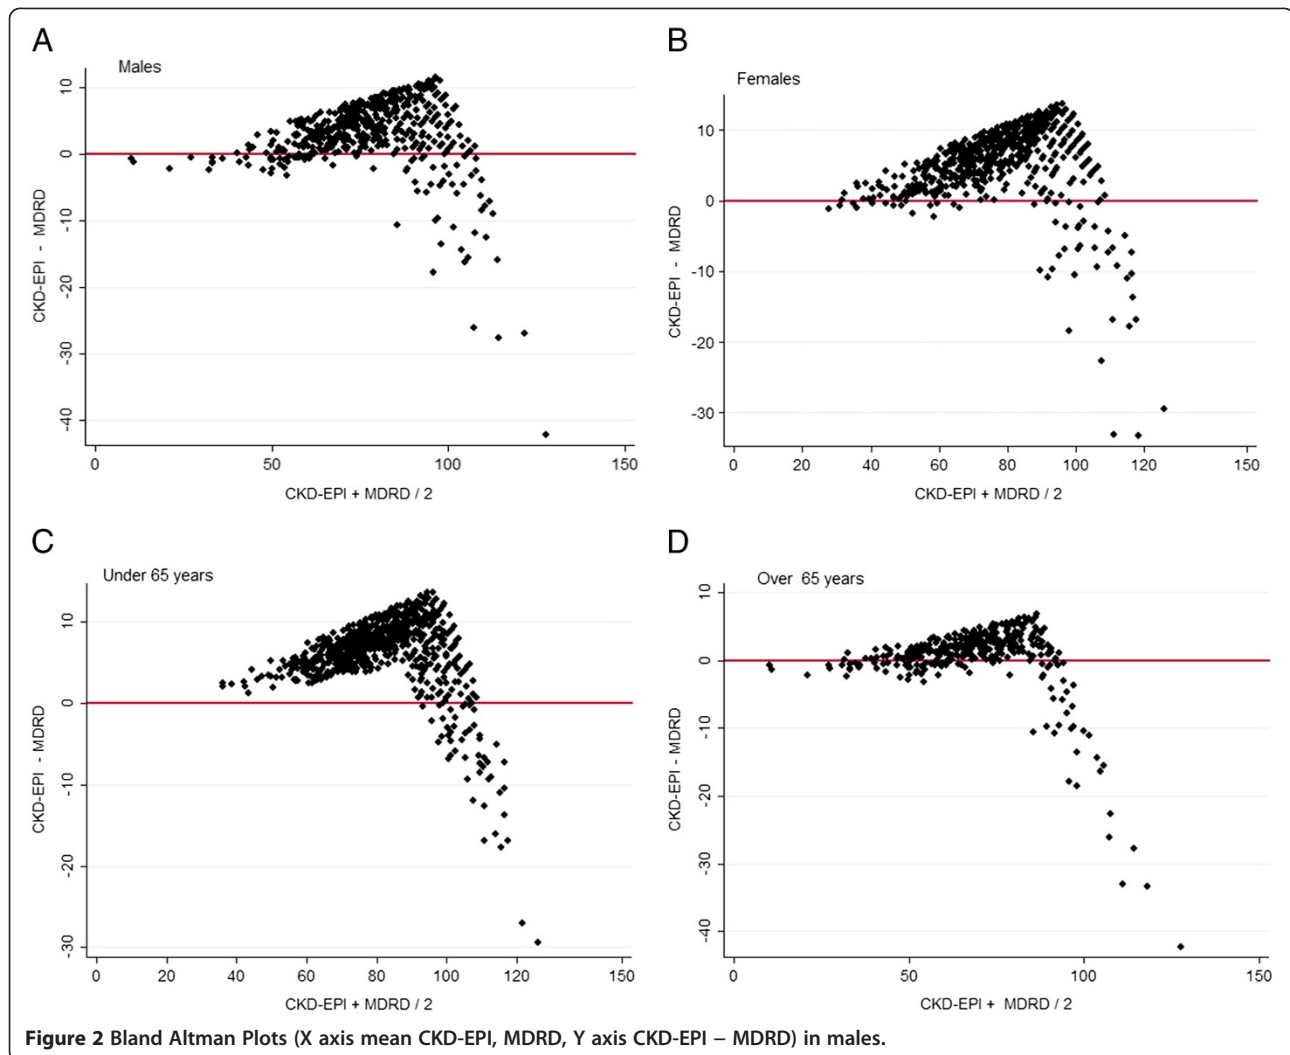 A
Males
10
0
-10
-20
-30
-40
CKD-EPI - MDRD
0 50 100 150
CKD-EPI + MDRD / 2
B
Females
10
0
-10
-20
-30
CKD-EPI - MDRD
0 20 40 60 80 100 120 150
CKD-EPI + MDRD / 2
C
Under 65 years
10
0
-10
-20
-30
CKD-EPI - MDRD
0 20 40 60 80 100 120 150
CKD-EPI + MDRD / 2
D
Over 65 years
10
0
-10
-20
-30
-40
CKD-EPI - MDRD
0 50 100 150
CKD-EPI + MDRD / 2
Figure 2 Bland Altman Plots (X axis mean CKD-EPI, MDRD, Y axis CKD-EPI – MDRD) in males.